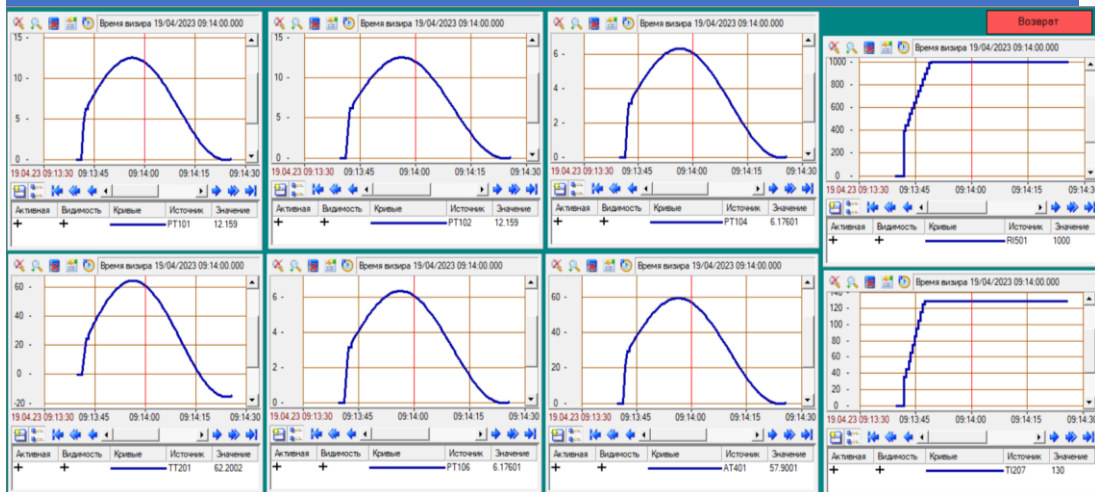 Возврат
Время визира 19/04/2023 09:14:00.000
15 -
10 -
5 -
0 -
19.04.23 09:13:30 09:13:45 09:14:00 09:14:15 09:14:30
Активная Видимость Кривые Источник Значение
+ + PT101 12.159
Время визира 19/04/2023 09:14:00.000
15 -
10 -
5 -
0 -
19.04.23 09:13:30 09:13:45 09:14:00 09:14:15 09:14:30
Активная Видимость Кривые Источник Значение
+ + PT102 12.159
Время визира 19/04/2023 09:14:00.000
6 -
4 -
2 -
0 -
19.04.23 09:13:30 09:13:45 09:14:00 09:14:15 09:14:30
Активная Видимость Кривые Источник Значение
+ + PT104 6.17601
Время визира 19/04/2023 09:14:00.000
1000 -
800 -
600 -
400 -
200 -
0 -
19.04.23 09:13:30 09:13:45 09:14:00 09:14:15 09:14:30
Активная Видимость Кривые Источник Значение
+ + RI501 1000
Время визира 19/04/2023 09:14:00.000
60 -
40 -
20 -
0 -
-20 -
19.04.23 09:13:30 09:13:45 09:14:00 09:14:15 09:14:30
Активная Видимость Кривые Источник Значение
+ + TT201 62.2002
Время визира 19/04/2023 09:14:00.000
6 -
4 -
2 -
0 -
19.04.23 09:13:30 09:13:45 09:14:00 09:14:15 09:14:30
Активная Видимость Кривые Источник Значение
+ + PT106 6.17601
Время визира 19/04/2023 09:14:00.000
60 -
40 -
20 -
0 -
19.04.23 09:13:30 09:13:45 09:14:00 09:14:15 09:14:30
Активная Видимость Кривые Источник Значение
+ + AT401 57.9001
Время визира 19/04/2023 09:14:00.000
140 -
120 -
100 -
80 -
60 -
40 -
20 -
0 -
19.04.23 09:13:30 09:13:45 09:14:00 09:14:15 09:14:30
Активная Видимость Кривые Источник Значение
+ + TI207 130